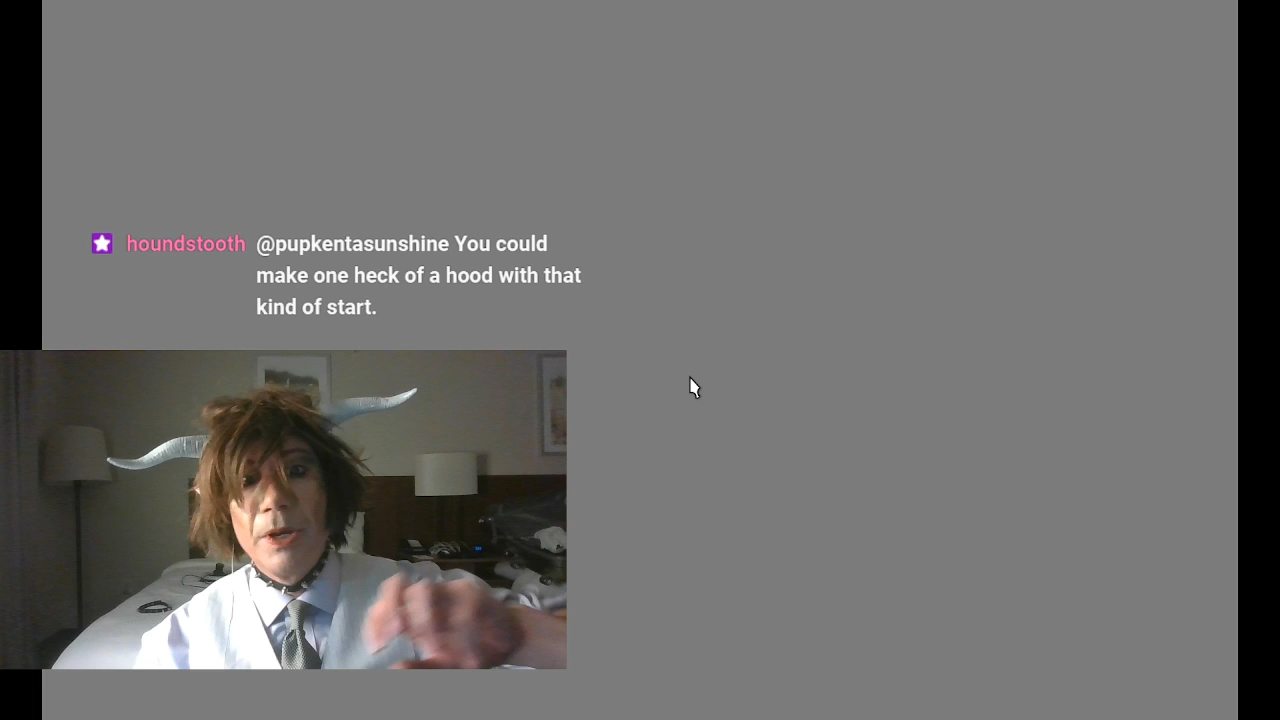 houndstooth @pupkentasunshine You could
make one heck of a hood with that
kind of start.